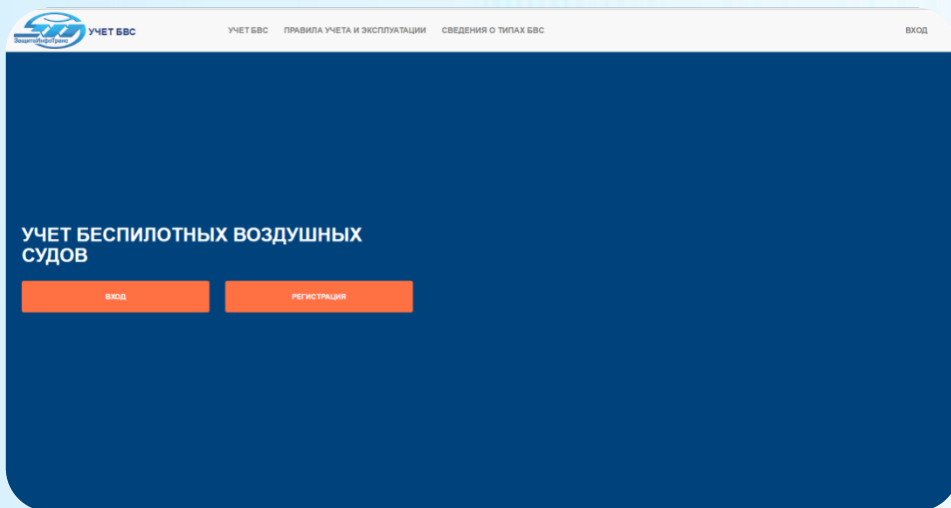 ЗащитаИнфоТранс
УЧЕТ БВС
УЧЕТ БВС ПРАВИЛА УЧЕТА И ЭКСПЛУАТАЦИИ СВЕДЕНИЯ О ТИПАХ БВС ВХОД
УЧЕТ БЕСПИЛОТНЫХ ВОЗДУШНЫХ
СУДОВ
ВХОД РЕГИСТРАЦИЯ